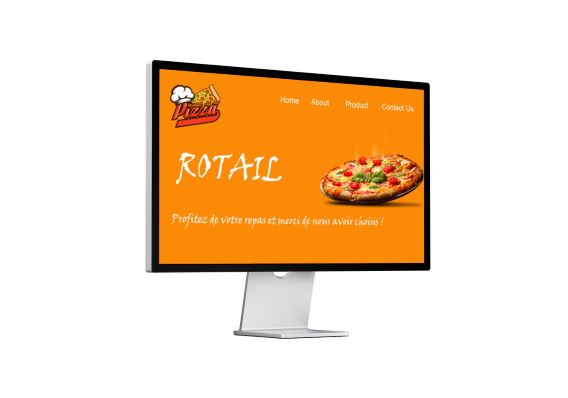 Pizza
Home About Product Contact Us
ROTAIL
Profitez de votre repas et merci de nous avoir choisis !